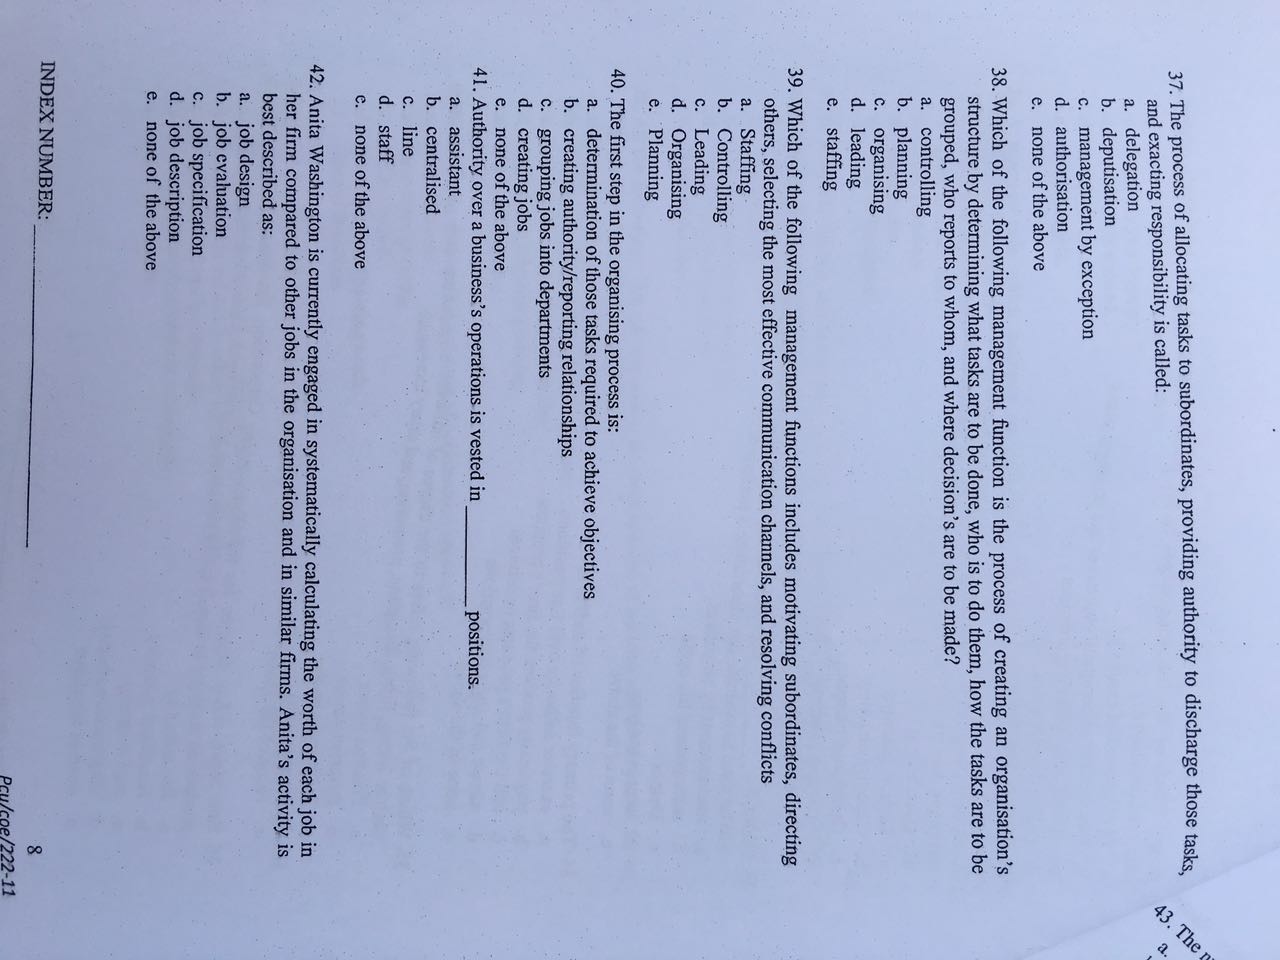 37. The process of allocating tasks to subordinates, providing authority to discharge those tasks,
and exacting responsibility is called:
a. delegation
b. deputisation
c. management by exception
d. authorisation
e. none of the above
38. Which of the following management function is the process of creating an organisation's
structure by determining what tasks are to be done, who is to do them, how the tasks are to be
grouped, who reports to whom, and where decision's are to be made?
a. controlling
b. planning
c. organising
d. leading
e. staffing
39. Which of the following management functions includes motivating subordinates, directing
others, selecting the most effective communication channels, and resolving conflicts
a. Staffing
b. Controlling
c. Leading
d. Organising
e. Planning
40. The first step in the organising process is:
a. determination of those tasks required to achieve objectives
b. creating authority/reporting relationships
c. grouping jobs into departments
d. creating jobs
e. none of the above
41. Authority over a business's operations is vested in __________ positions.
a. assistant
b. centralised
c. line
d. staff
e. none of the above
42. Anita Washington is currently engaged in systematically calculating the worth of each job in
her firm compared to other jobs in the organisation and in similar firms. Anita's activity is
best described as:
a. job design
b. job evaluation
c. job specification
d. job description
e. none of the above
INDEX NUMBER: ______________________________
8
Pcu/coe/222-11
43. The
a.